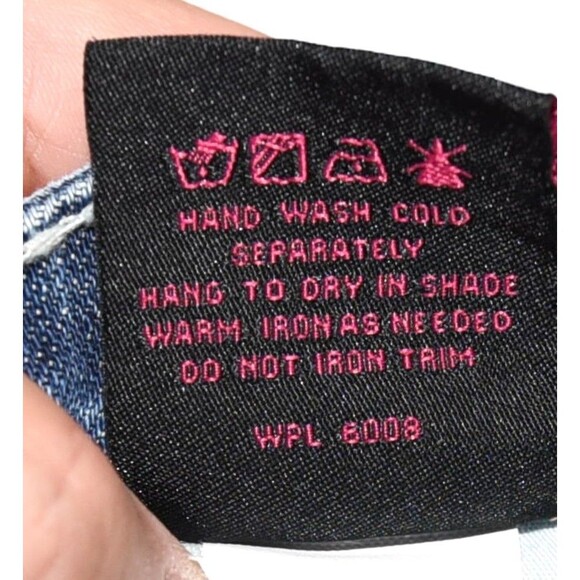 HAND WASH COLD
SEPARATELY
HANG TO DRY IN SHADE
WARM IRON AS NEEDED
DO NOT IRON TRIM
WPL 6008